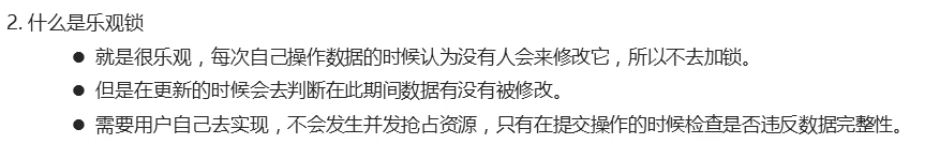 2. 什么是乐观锁
● 就是很乐观，每次自己操作数据的时候认为没有人会来修改它，所以不去加锁。
● 但是在更新的时候会去判断在此期间数据有没有被修改。
● 需要用户自己去实现，不会发生并发抢占资源，只有在提交操作的时候检查是否违反数据完整性。